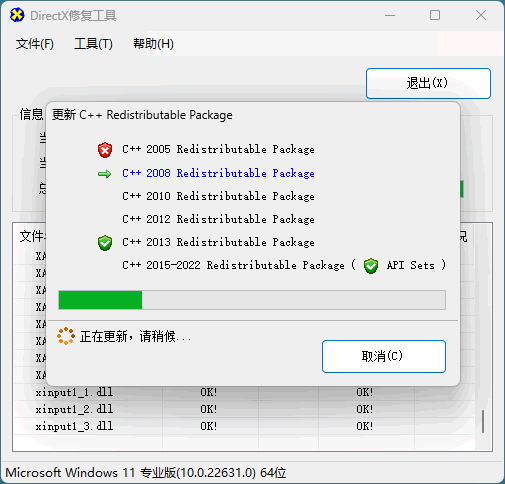 DirectX修复工具
文件(F) 工具(T) 帮助(H)
退出(X)
信息
更新 C++ Redistributable Package
C++ 2005 Redistributable Package
C++ 2008 Redistributable Package
C++ 2010 Redistributable Package
C++ 2012 Redistributable Package
C++ 2013 Redistributable Package
C++ 2015-2022 Redistributable Package ( API Sets )
正在更新，请稍候...
取消(C)
xinput1_1.dll OK! OK!
xinput1_2.dll OK! OK!
xinput1_3.dll OK! OK!
Microsoft Windows 11 专业版(10.0.22631.0) 64位